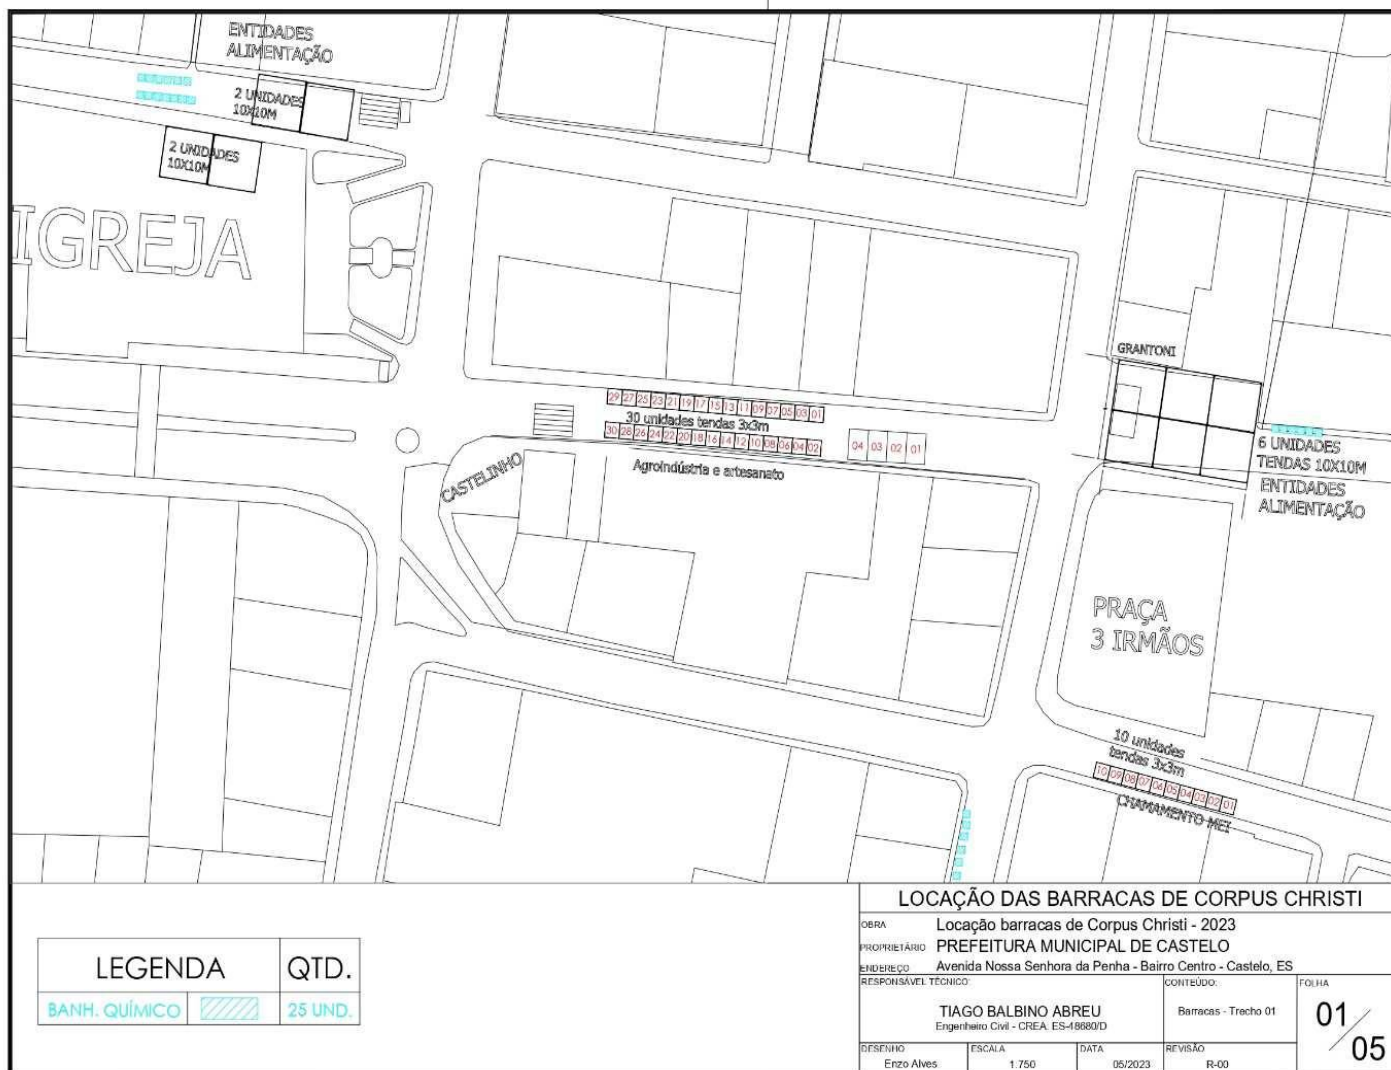 ENTIDADES
ALIMENTAÇÃO
2 UNIDADES
10X10M
2 UNIDADES
10X10M
IGREJA
GRANTONI
29 27 25 23 21 19 17 15 13 11 09 07 05 03 01
30 unidades tendas 3x3m
30 28 26 24 22 20 18 16 14 12 10 08 06 04 02
04 03 02 01
Agroindústria e artesanato
CASTELINHO
6 UNIDADES
TENDAS 10X10M
ENTIDADES
ALIMENTAÇÃO
PRAÇA
3 IRMÃOS
10 unidades
tendas 3x3m
10 09 08 07 06 05 04 03 02 01
CHAMAMENTO MEI
LEGENDA QTD.
BANH. QUÍMICO 25 UND.
LOCAÇÃO DAS BARRACAS DE CORPUS CHRISTI
OBRA Locação barracas de Corpus Christi - 2023
PROPRIETÁRIO PREFEITURA MUNICIPAL DE CASTELO
ENDEREÇO Avenida Nossa Senhora da Penha - Bairro Centro - Castelo, ES
RESPONSÁVEL TÉCNICO: CONTEÚDO: FOLHA
TIAGO BALBINO ABREU Barracas - Trecho 01 01/05
Engenheiro Civil - CREA: ES-48680/D
DESENHO ESCALA DATA REVISÃO
Enzo Alves 1.750 05/2023 R-00